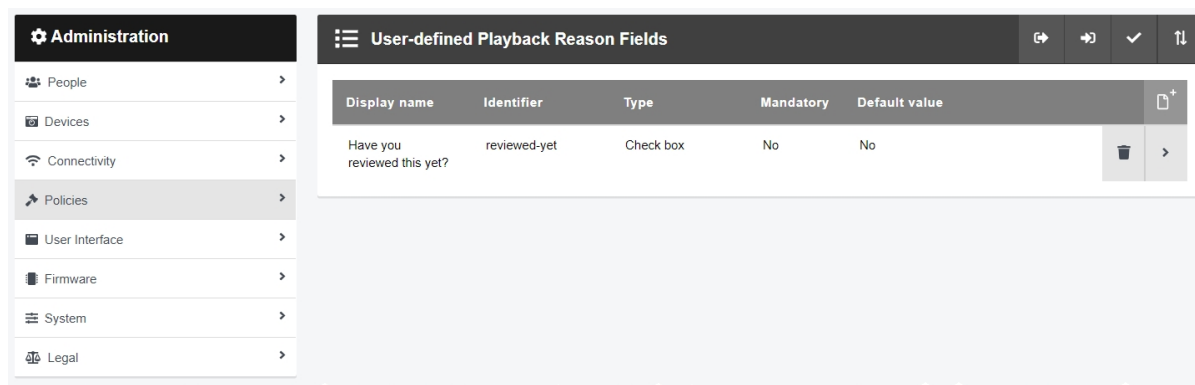 Administration
People
Devices
Connectivity
Policies
User Interface
Firmware
System
Legal
User-defined Playback Reason Fields
Display name Identifier Type Mandatory Default value
Have you reviewed-yet Check box No No
reviewed this yet?